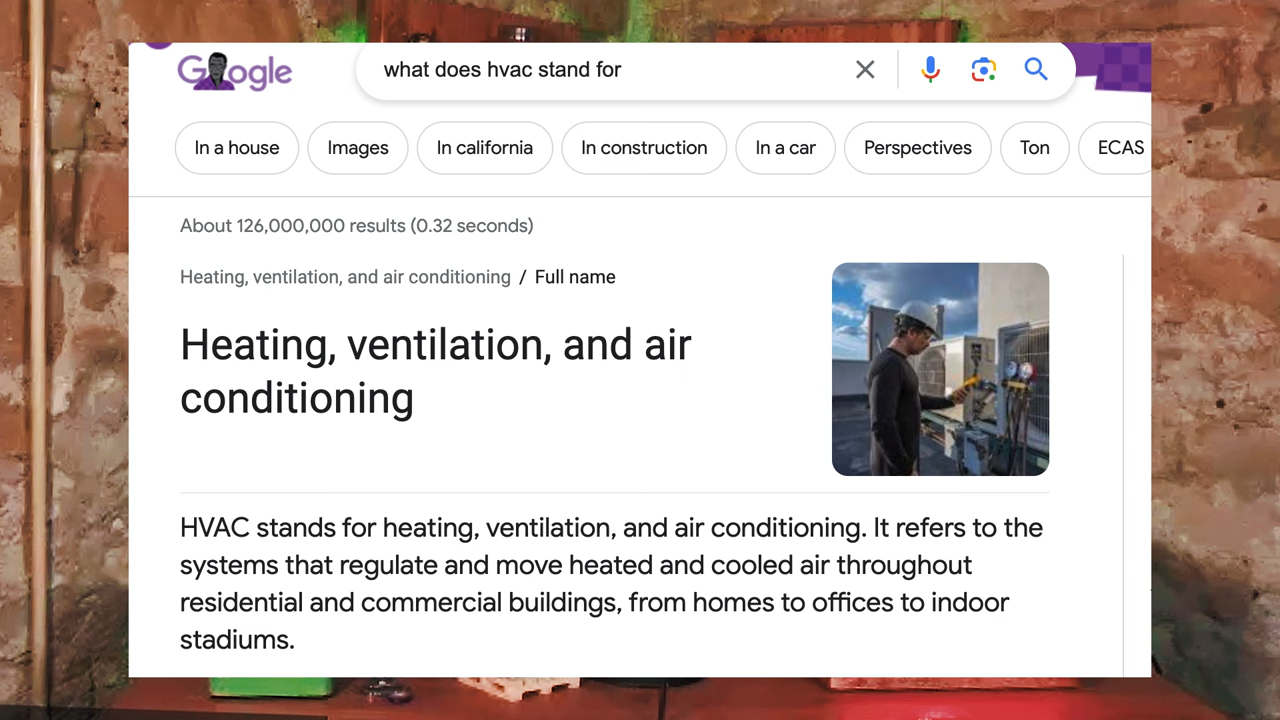 Google
what does hvac stand for
In a house
Images
In california
In construction
In a car
Perspectives
Ton
ECAS
About 126,000,000 results (0.32 seconds)
Heating, ventilation, and air conditioning / Full name
Heating, ventilation, and air
conditioning
HVAC stands for heating, ventilation, and air conditioning. It refers to the
systems that regulate and move heated and cooled air throughout
residential and commercial buildings, from homes to offices to indoor
stadiums.